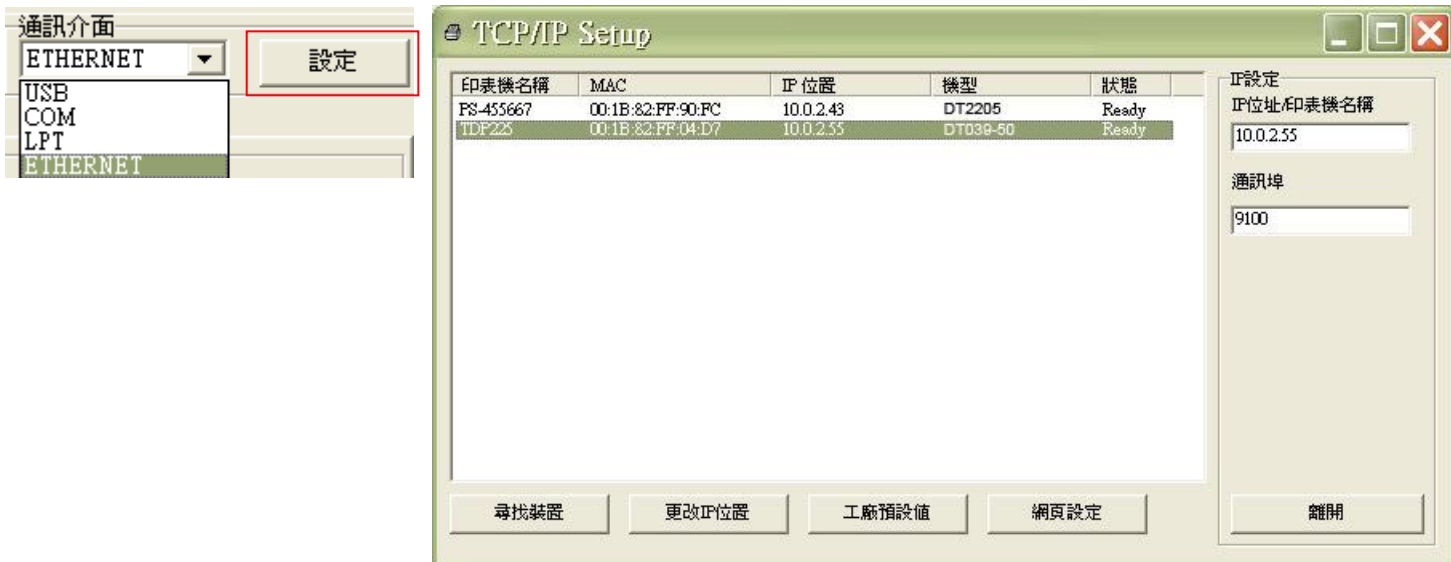 通訊介面
ETHERNET
設定
USB
COM
LPT
ETHERNET
TCP/IP Setup
印表機名稱 MAC IP 位置 機型 狀態
PS-455667 00:1B:82:FF:90:FC 10.0.2.43 DT2205 Ready
TDP225 00:1B:82:FF:04:D7 10.0.2.55 DT039-50 Ready
IP設定
IP位址/印表機名稱
10.0.2.55
通訊埠
9100
尋找裝置 更改IP位置 工廠預設值 網頁設定 離開